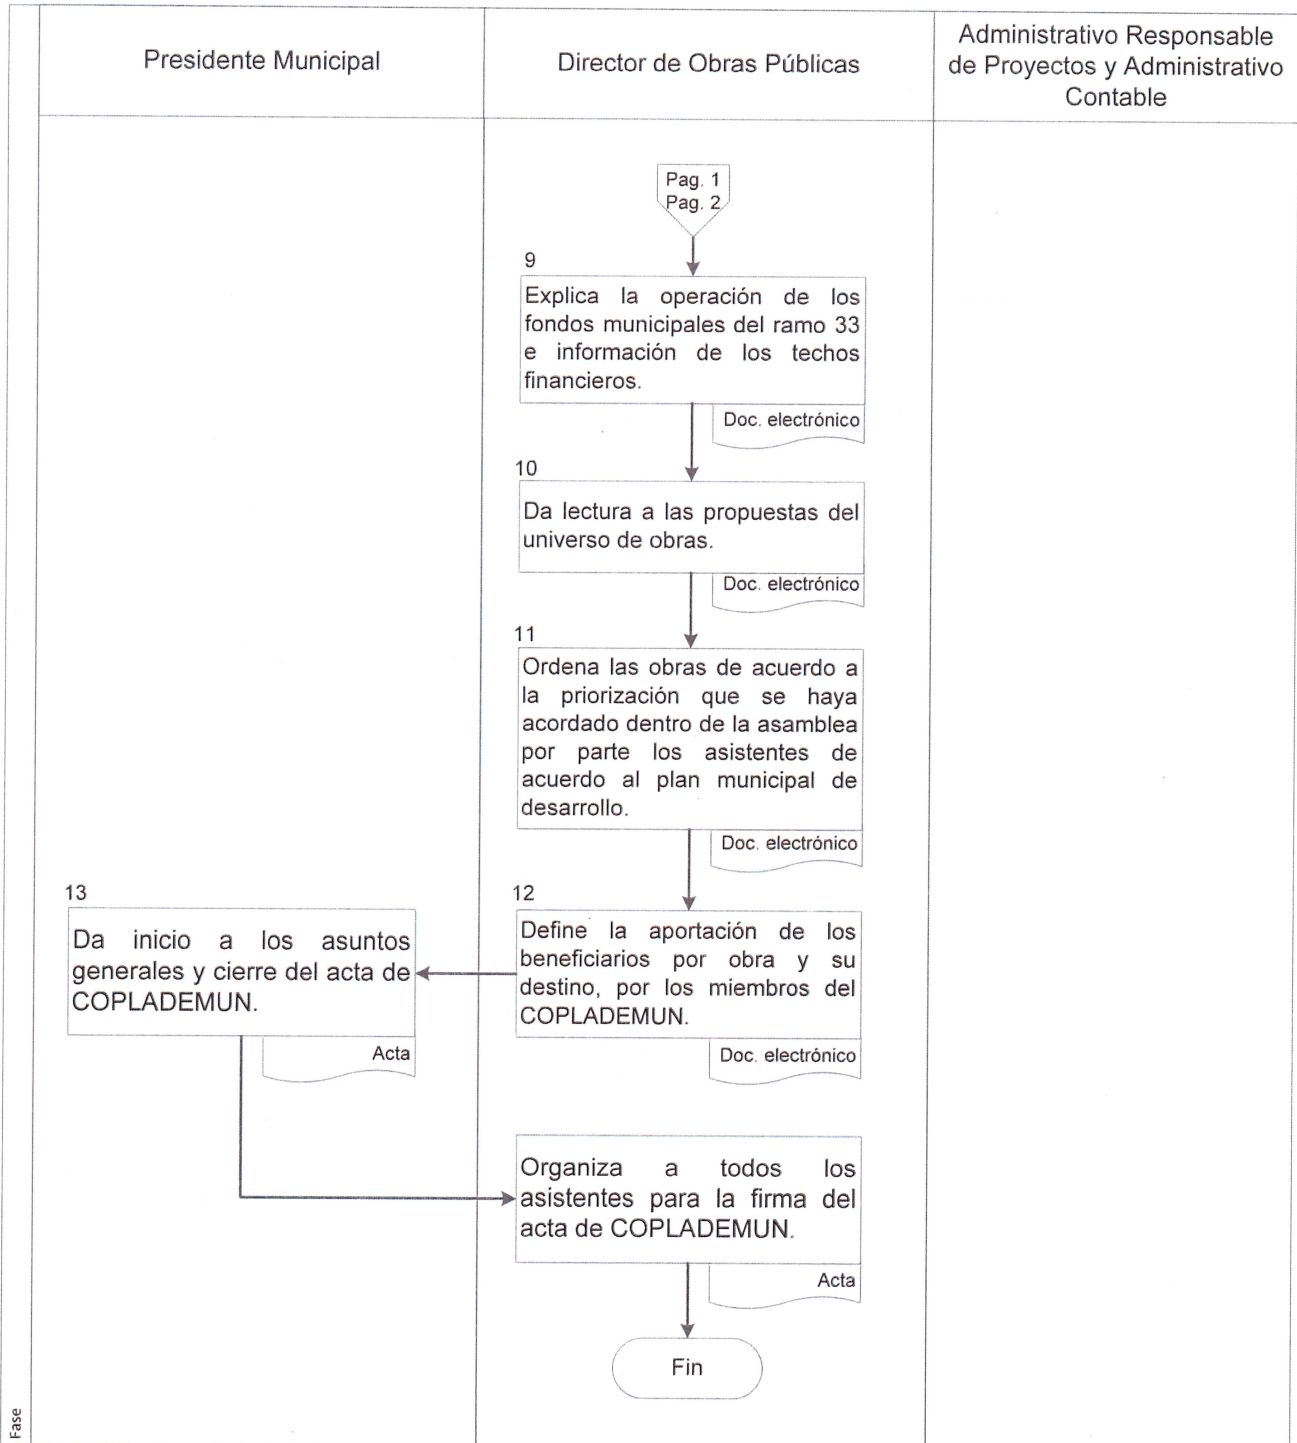 Presidente Municipal
Director de Obras Públicas
Administrativo Responsable
de Proyectos y Administrativo
Contable
Pag. 1
Pag. 2
9
Explica la operación de los
fondos municipales del ramo 33
e información de los techos
financieros.
Doc. electrónico
10
Da lectura a las propuestas del
universo de obras.
Doc. electrónico
11
Ordena las obras de acuerdo a
la priorización que se haya
acordado dentro de la asamblea
por parte los asistentes de
acuerdo al plan municipal de
desarrollo.
Doc. electrónico
12
Define la aportación de los
beneficiarios por obra y su
destino, por los miembros del
COPLADEMUN.
Doc. electrónico
13
Da inicio a los asuntos
generales y cierre del acta de
COPLADEMUN.
Acta
Organiza a todos los
asistentes para la firma del
acta de COPLADEMUN.
Acta
Fin
Fase